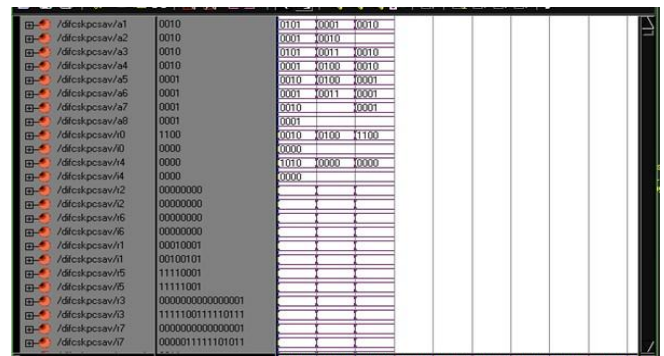 /difcskpcsav/a1 0010 0101 0001 0010
/difcskpcsav/a2 0010 0001 0010
/difcskpcsav/a3 0010 0101 0011 0010
/difcskpcsav/a4 0010 0001 0100 0010
/difcskpcsav/a5 0001 0010 0100 0001
/difcskpcsav/a6 0001 0001 0011 0001
/difcskpcsav/a7 0001 0010 0001
/difcskpcsav/a8 0001 0001
/difcskpcsav/r0 1100 0010 0100 1100
/difcskpcsav/i0 0000 0000
/difcskpcsav/r4 0000 1010 0000 0000
/difcskpcsav/i4 0000 0000
/difcskpcsav/r2 00000000
/difcskpcsav/i2 00000000
/difcskpcsav/r6 00000000
/difcskpcsav/i6 00000000
/difcskpcsav/r1 00010001
/difcskpcsav/i1 00100101
/difcskpcsav/r5 11110001
/difcskpcsav/i5 11111001
/difcskpcsav/r3 0000000000000001
/difcskpcsav/i3 1111100111110111
/difcskpcsav/r7 0000000000000001
/difcskpcsav/i7 0000011111101011